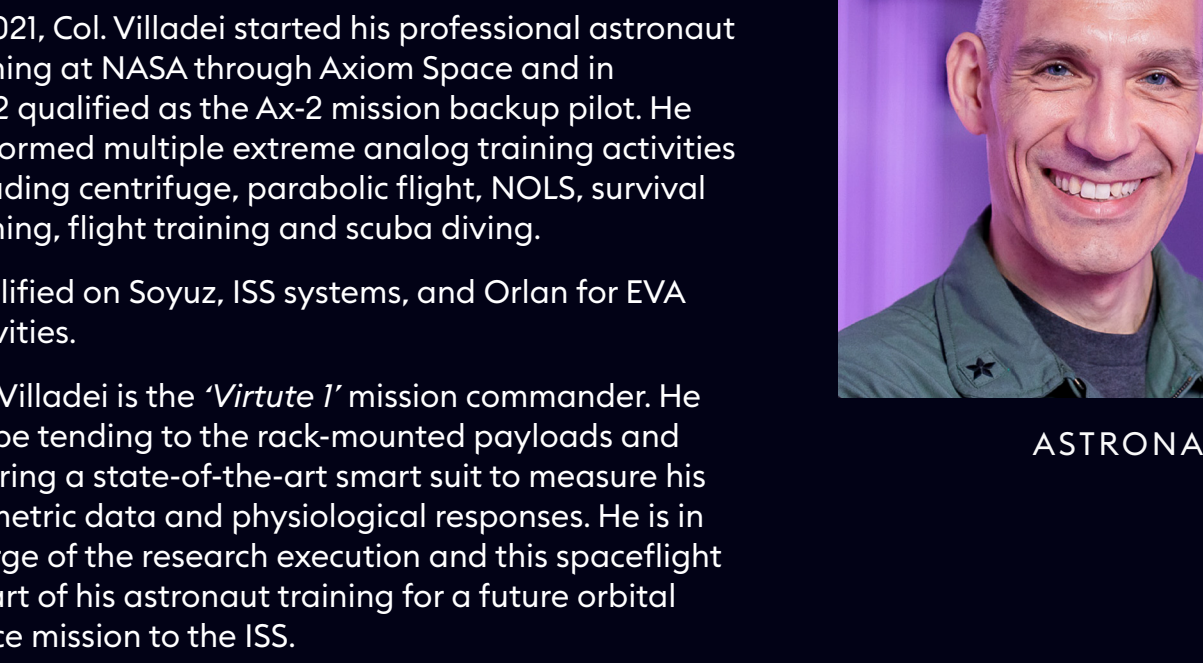 021, Col. Villadei started his professional astronaut
ning at NASA through Axiom Space and in
2 qualified as the Ax-2 mission backup pilot. He
ormed multiple extreme analog training activities
uding centrifuge, parabolic flight, NOLS, survival
ning, flight training and scuba diving.
lified on Soyuz, ISS systems, and Orlan for EVA
vities.
Villadei is the ‘Virtute 1’ mission commander. He
be tending to the rack-mounted payloads and
ring a state-of-the-art smart suit to measure his
metric data and physiological responses. He is in
rge of the research execution and this spaceflight
art of his astronaut training for a future orbital
ce mission to the ISS.
ASTRONA